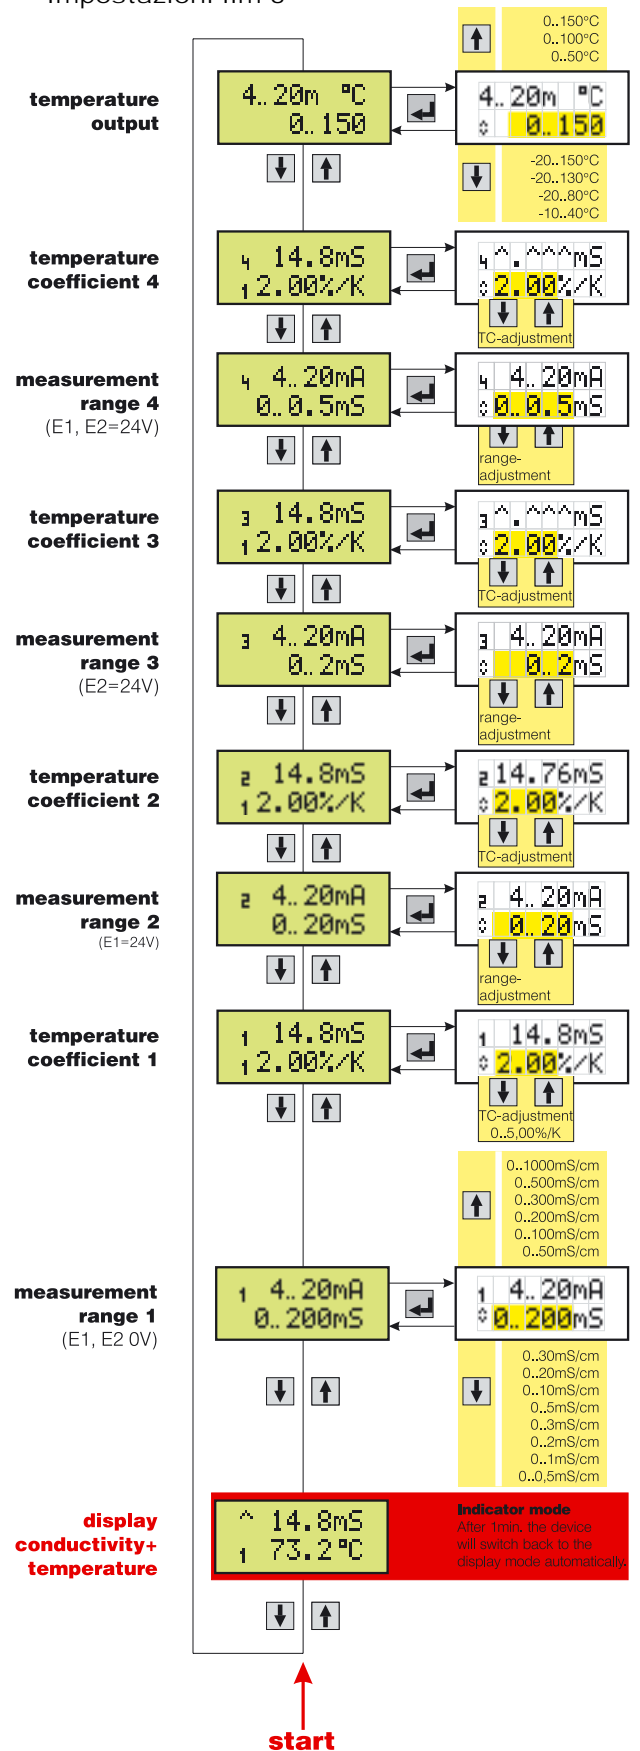 0..150°C
0..100°C
0..50°C
temperature
output
4..20m °C
0..150
4..20m °C
0..150
-20..150°C
-20..130°C
-20..80°C
-10..40°C
temperature
coefficient 4
4 14.8mS
1 2.00%/K
4 ^.^^^mS
2.00%/K
TC-adjustment
measurement
range 4
(E1, E2=24V)
4 4..20mA
0..0.5mS
4 4..20mA
0..0.5mS
range-
adjustment
temperature
coefficient 3
3 14.8mS
1 2.00%/K
3 ^.^^^mS
2.00%/K
TC-adjustment
measurement
range 3
(E2=24V)
3 4..20mA
0..2mS
3 4..20mA
0..2mS
range-
adjustment
temperature
coefficient 2
2 14.8mS
1 2.00%/K
2 14.76mS
2.00%/K
TC-adjustment
measurement
range 2
(E1=24V)
2 4..20mA
0..20mS
2 4..20mA
0..20mS
range-
adjustment
temperature
coefficient 1
1 14.8mS
1 2.00%/K
1 14.8mS
2.00%/K
TC-adjustment
0..5,00%/K
0..1000mS/cm
0..500mS/cm
0..300mS/cm
0..200mS/cm
0..100mS/cm
0..50mS/cm
measurement
range 1
(E1, E2 0V)
1 4..20mA
0..200mS
1 4..20mA
0..200mS
0..30mS/cm
0..20mS/cm
0..10mS/cm
0..5mS/cm
0..3mS/cm
0..2mS/cm
0..1mS/cm
0..0,5mS/cm
display
conductivity+
temperature
^ 14.8mS
1 73.2°C
Indicator mode
After 1min. the device
will switch back to the
display mode automatically.
start